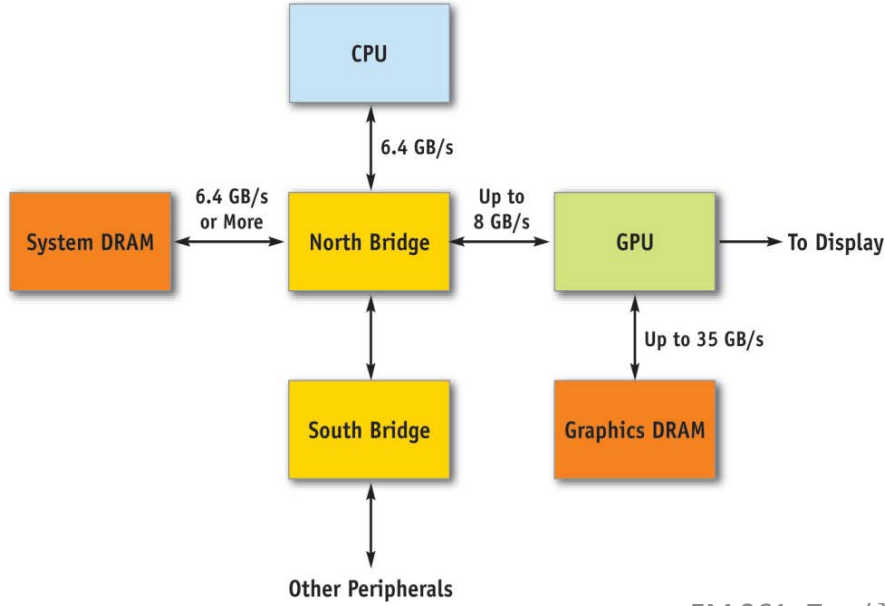 CPU
6.4 GB/s
6.4 GB/s
or More
Up to
8 GB/s
System DRAM
North Bridge
GPU
To Display
Up to 35 GB/s
South Bridge
Graphics DRAM
Other Peripherals